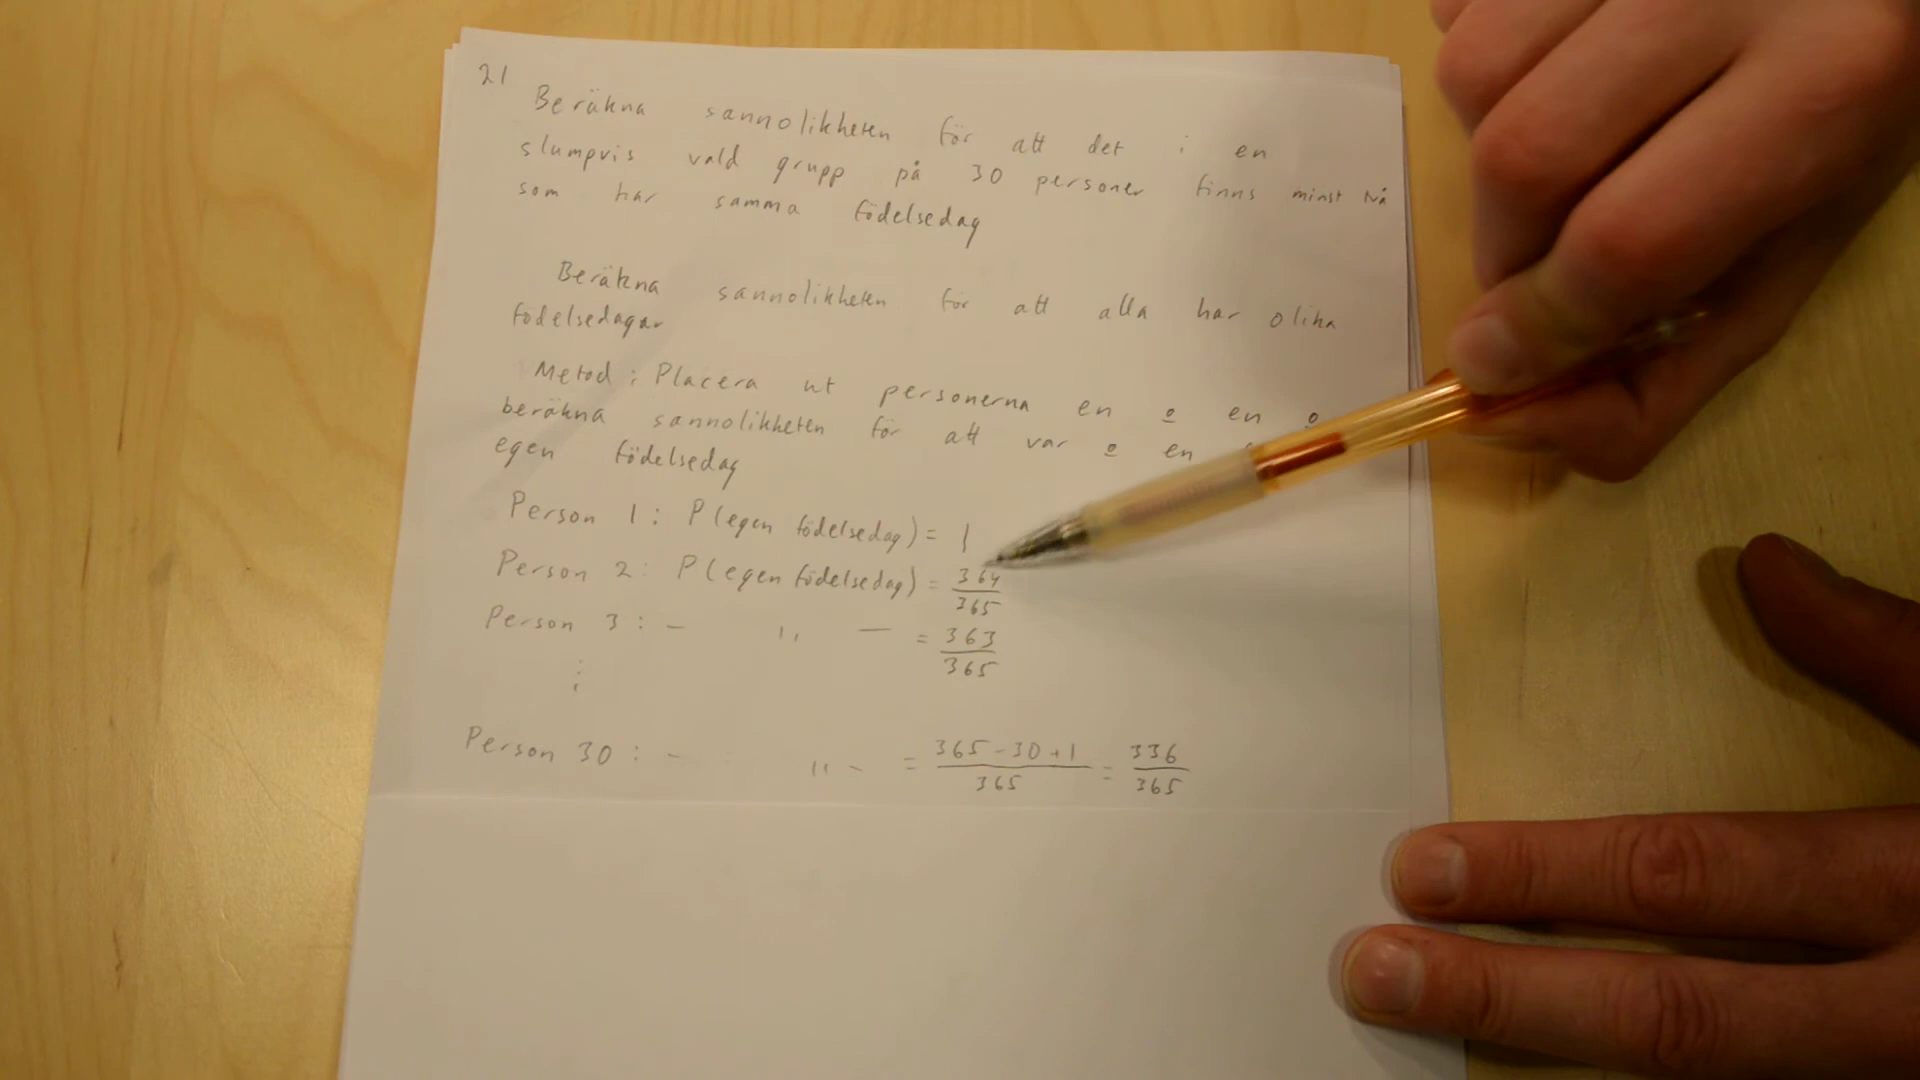 21
Beräkna sannolikheten för att det i en
slumpvis vald grupp på 30 personer finns minst två
som har samma födelsedag
Beräkna sannolikheten för att alla har olika
födelsedagar
Metod: Placera ut personerna en o en o
beräkna sannolikheten för att var o en
egen födelsedag
Person 1: P(egen födelsedag) = 1
Person 2: P(egen födelsedag) = 364/365
Person 3: — " — = 363/365
⋮
Person 30: - " - = 365-30+1/365 = 336/365